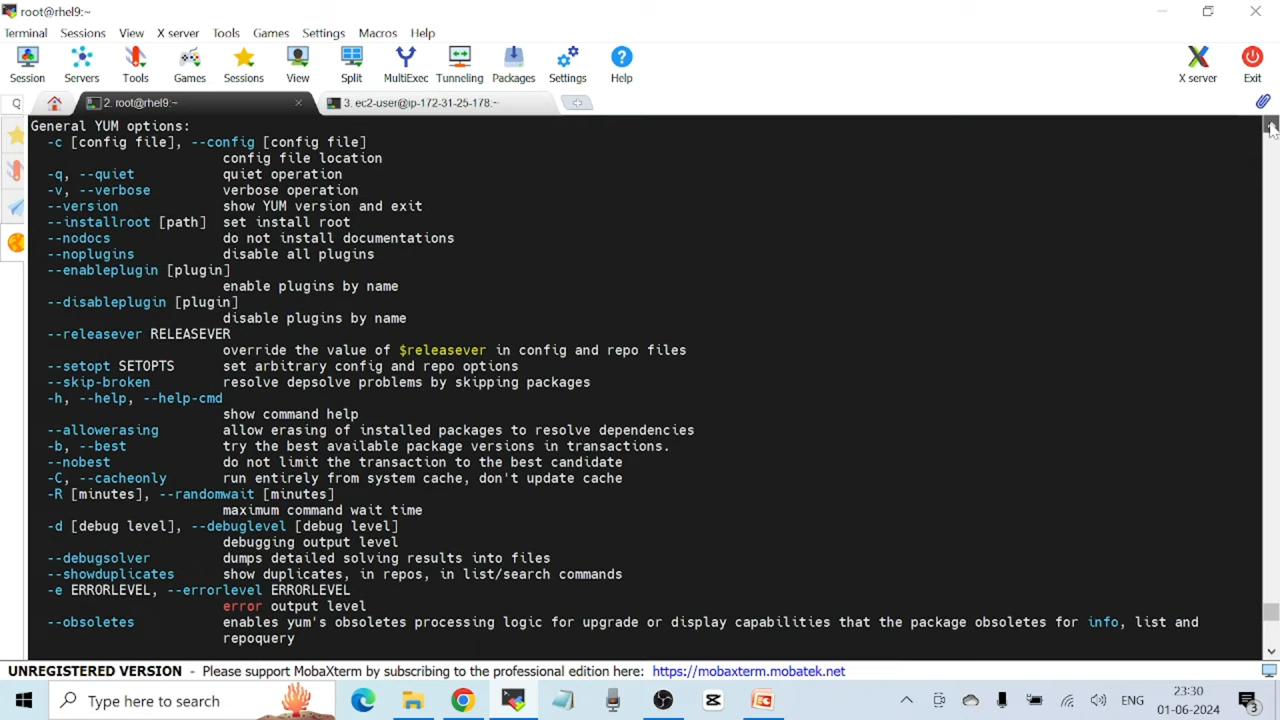 root@rhel9:~
Terminal Sessions View X server Tools Games Settings Macros Help
Session Servers Tools Games Sessions View Split MultiExec Tunneling Packages Settings Help X server Exit
2. root@rhel9:~ 3. ec2-user@ip-172-31-25-178:~
General YUM options:
-c [config file], --config [config file]
config file location
-q, --quiet quiet operation
-v, --verbose verbose operation
--version show YUM version and exit
--installroot [path] set install root
--nodocs do not install documentations
--noplugins disable all plugins
--enableplugin [plugin]
enable plugins by name
--disableplugin [plugin]
disable plugins by name
--releasever RELEASEVER
override the value of $releasever in config and repo files
--setopt SETOPTS set arbitrary config and repo options
--skip-broken resolve depsolve problems by skipping packages
-h, --help, --help-cmd
show command help
--allowerasing allow erasing of installed packages to resolve dependencies
-b, --best try the best available package versions in transactions.
--nobest do not limit the transaction to the best candidate
-C, --cacheonly run entirely from system cache, don't update cache
-R [minutes], --randomwait [minutes]
maximum command wait time
-d [debug level], --debuglevel [debug level]
debugging output level
--debugsolver dumps detailed solving results into files
--showduplicates show duplicates, in repos, in list/search commands
-e ERRORLEVEL, --errorlevel ERRORLEVEL
error output level
--obsoletes enables yum's obsoletes processing logic for upgrade or display capabilities that the package obsoletes for info, list and
repoquery
UNREGISTERED VERSION - Please support MobaXterm by subscribing to the professional edition here: https://mobaxterm.mobatek.net
Type here to search
ENG
23:30
01-06-2024
3